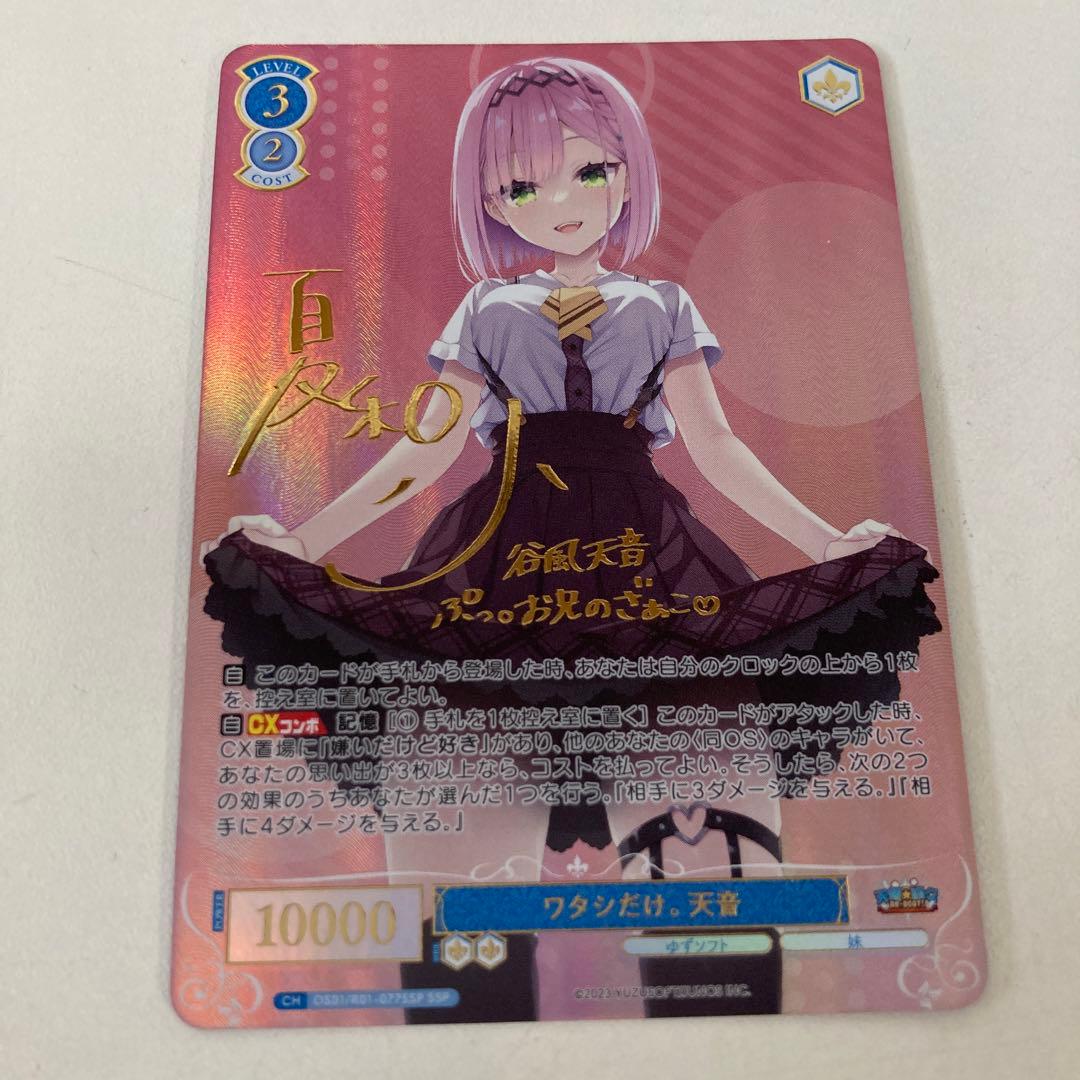 LEVEL
3
2
COST
夏和小
谷風天音
ぷっ。お兄のざぁこ♡
自 このカードが手札から登場した時、あなたは自分のクロックの上から1枚
を、控え室に置いてよい。
自 CXコンボ 記憶 [① 手札を1枚控え室に置く] このカードがアタックした時、
CX置場に「嫌いだけど好き」があり、他のあなたの《同OS》のキャラがいて、
あなたの思い出が3枚以上なら、コストを払ってよい。そうしたら、次の2つ
の効果のうちあなたが選んだ1つを行う。『相手に3ダメージを与える。』『相
手に4ダメージを与える。』
POWER
10000
ワタシだけ。天音
ゆずソフト
妹
CH OS01/R01-077SSP SSP
©2023 YUZUSOFT/JUNOS INC.